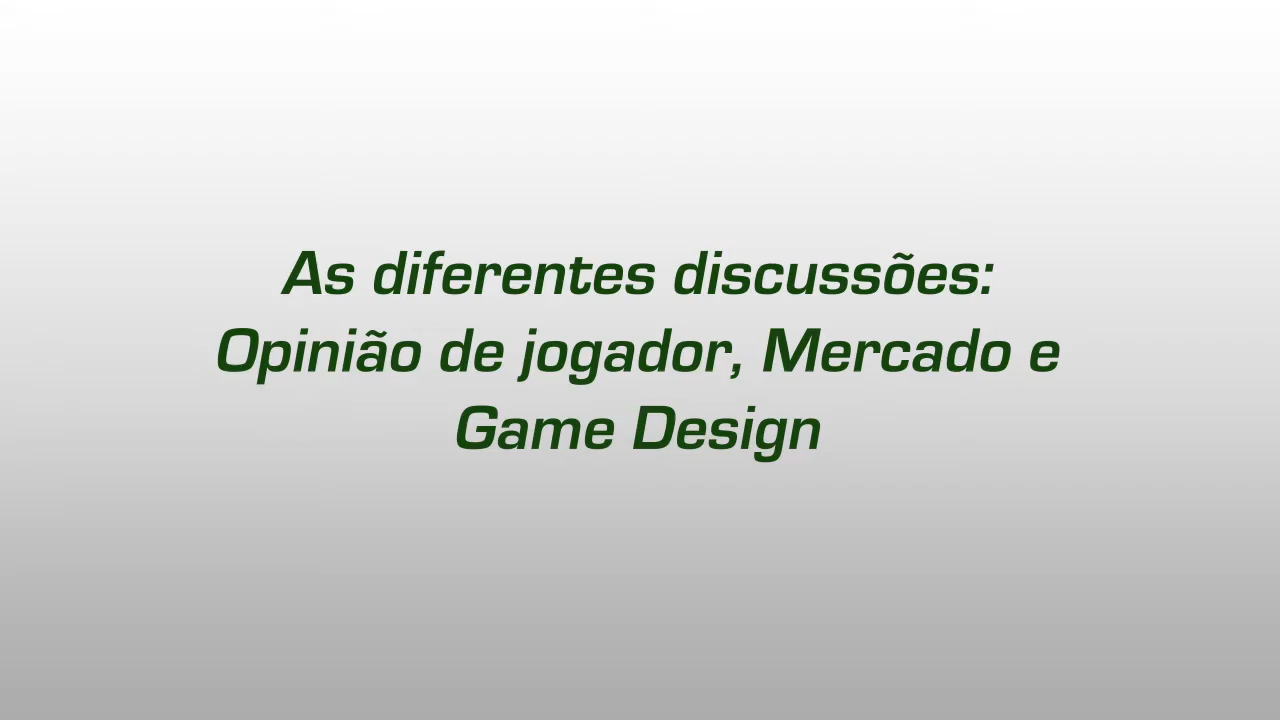 As diferentes discussões:
Opinião de jogador, Mercado e
Game Design